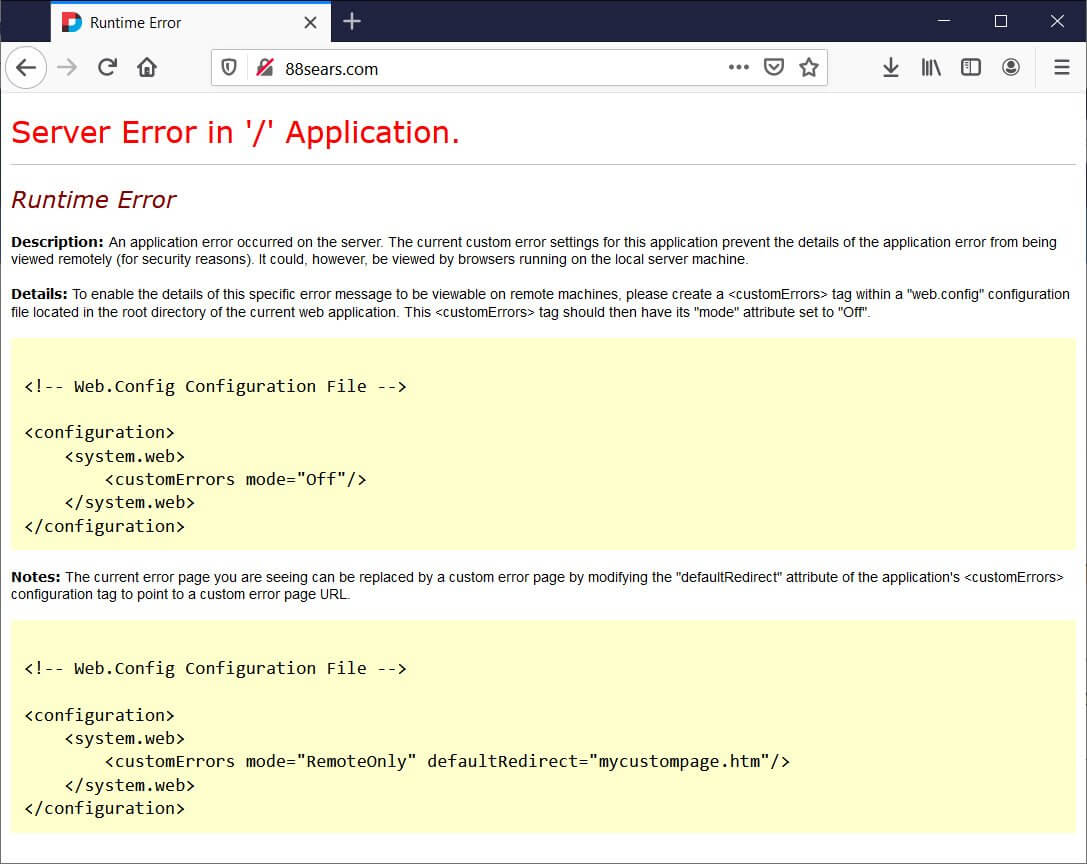 Runtime Error
88sears.com
Server Error in '/' Application.
Runtime Error
Description: An application error occurred on the server. The current custom error settings for this application prevent the details of the application error from being
viewed remotely (for security reasons). It could, however, be viewed by browsers running on the local server machine.
Details: To enable the details of this specific error message to be viewable on remote machines, please create a <customErrors> tag within a "web.config" configuration
file located in the root directory of the current web application. This <customErrors> tag should then have its "mode" attribute set to "Off".
<!-- Web.Config Configuration File -->
<configuration>
    <system.web>
        <customErrors mode="Off"/>
    </system.web>
</configuration>
Notes: The current error page you are seeing can be replaced by a custom error page by modifying the "defaultRedirect" attribute of the application's <customErrors>
configuration tag to point to a custom error page URL.
<!-- Web.Config Configuration File -->
<configuration>
    <system.web>
        <customErrors mode="RemoteOnly" defaultRedirect="mycustompage.htm"/>
    </system.web>
</configuration>